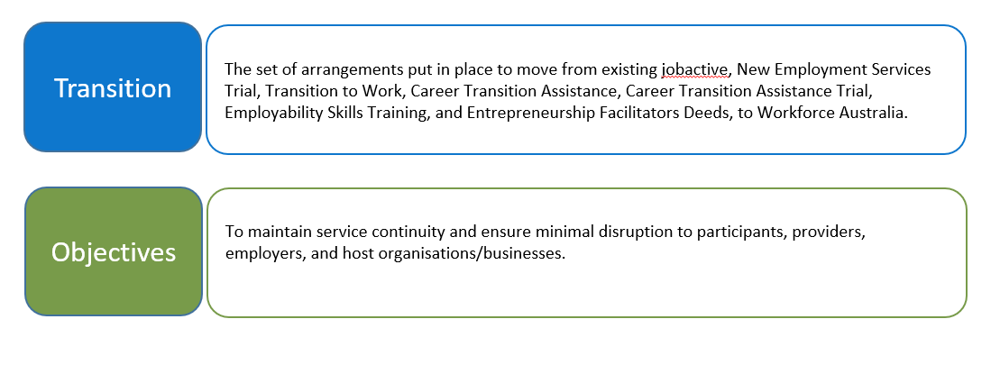 Transition
The set of arrangements put in place to move from existing jobactive, New Employment Services
Trial, Transition to Work, Career Transition Assistance, Career Transition Assistance Trial,
Employability Skills Training, and Entrepreneurship Facilitators Deeds, to Workforce Australia.
Objectives
To maintain service continuity and ensure minimal disruption to participants, providers,
employers, and host organisations/businesses.